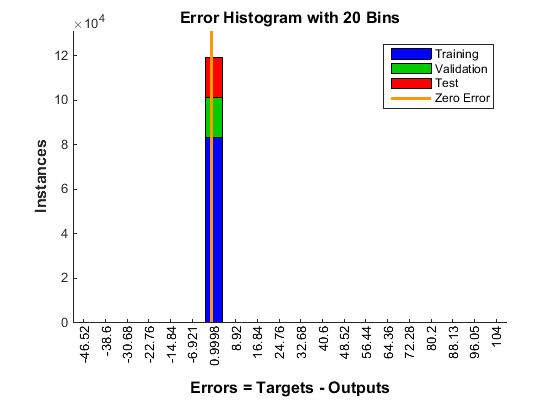 Error Histogram with 20 Bins
×10^4
Training
Validation
Test
Zero Error
12
10
8
6
4
2
0
Instances
-46.52 -38.6 -30.68 -22.76 -14.84 -6.921 0.9998 8.92 16.84 24.76 32.68 40.6 48.52 56.44 64.36 72.28 80.2 88.13 96.05 104
Errors = Targets - Outputs